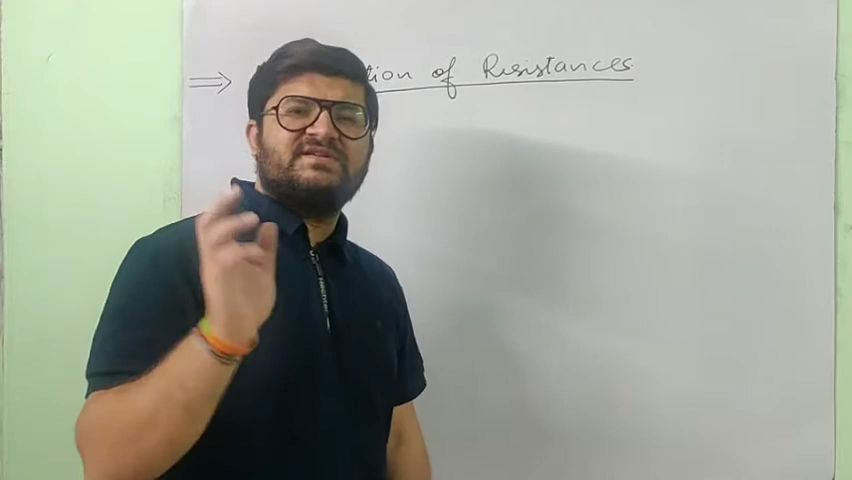 ⇒ tion of Resistances